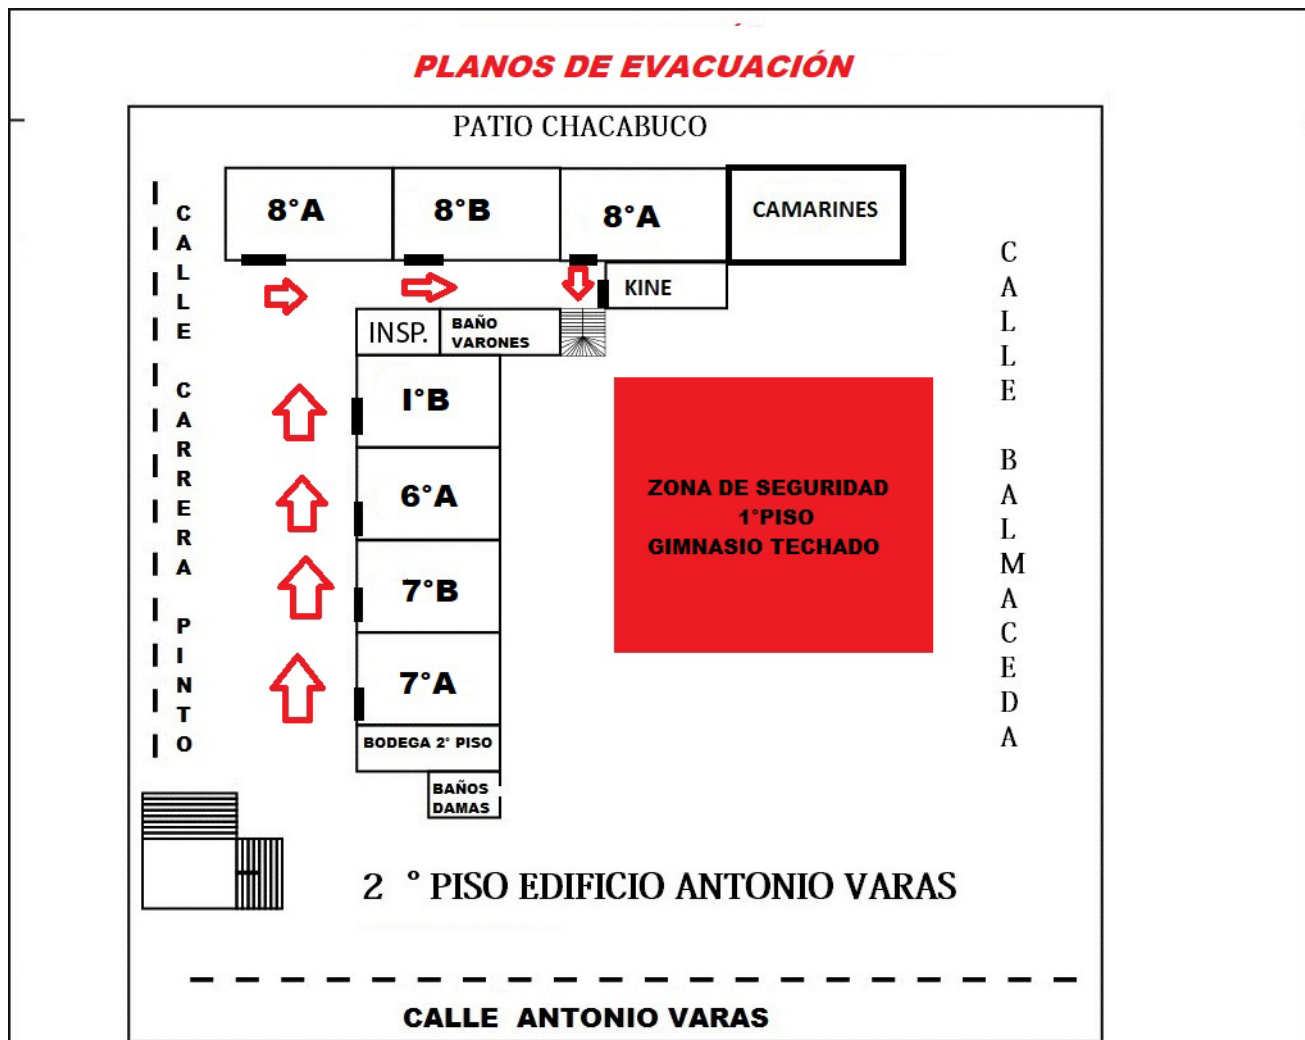 PLANOS DE EVACUACIÓN
PATIO CHACABUCO
8°A
8°B
8°A
CAMARINES
KINE
INSP.
BAÑO
VARONES
I°B
6°A
7°B
7°A
BODEGA 2° PISO
BAÑOS
DAMAS
CALLE CARRERA PINTO
ZONA DE SEGURIDAD
1°PISO
GIMNASIO TECHADO
CALLE BALMACEDA
2 ° PISO EDIFICIO ANTONIO VARAS
CALLE ANTONIO VARAS